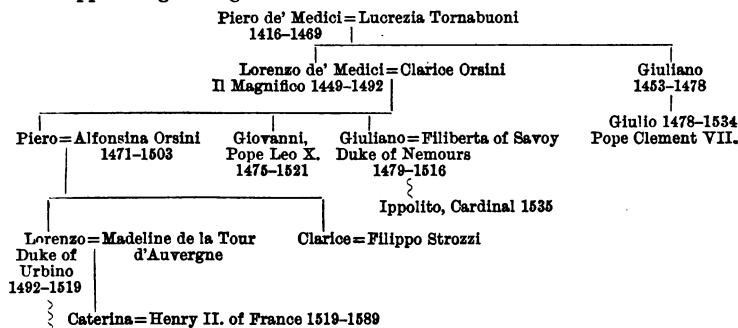 Piero de' Medici=Lucrezia Tornabuoni
1416–1469
Lorenzo de' Medici=Clarice Orsini
Il Magnifico 1449–1492
Giuliano
1453–1478
Giulio 1478–1534
Pope Clement VII.
Piero=Alfonsina Orsini
1471–1503
Giovanni,
Pope Leo X.
1475–1521
Giuliano=Filiberta of Savoy
Duke of Nemours
1479–1516
Ippolito, Cardinal 1535
Lorenzo=Madeline de la Tour
Duke of d'Auvergne
Urbino
1492–1519
Clarice=Filippo Strozzi
Caterina=Henry II. of France 1519–1589